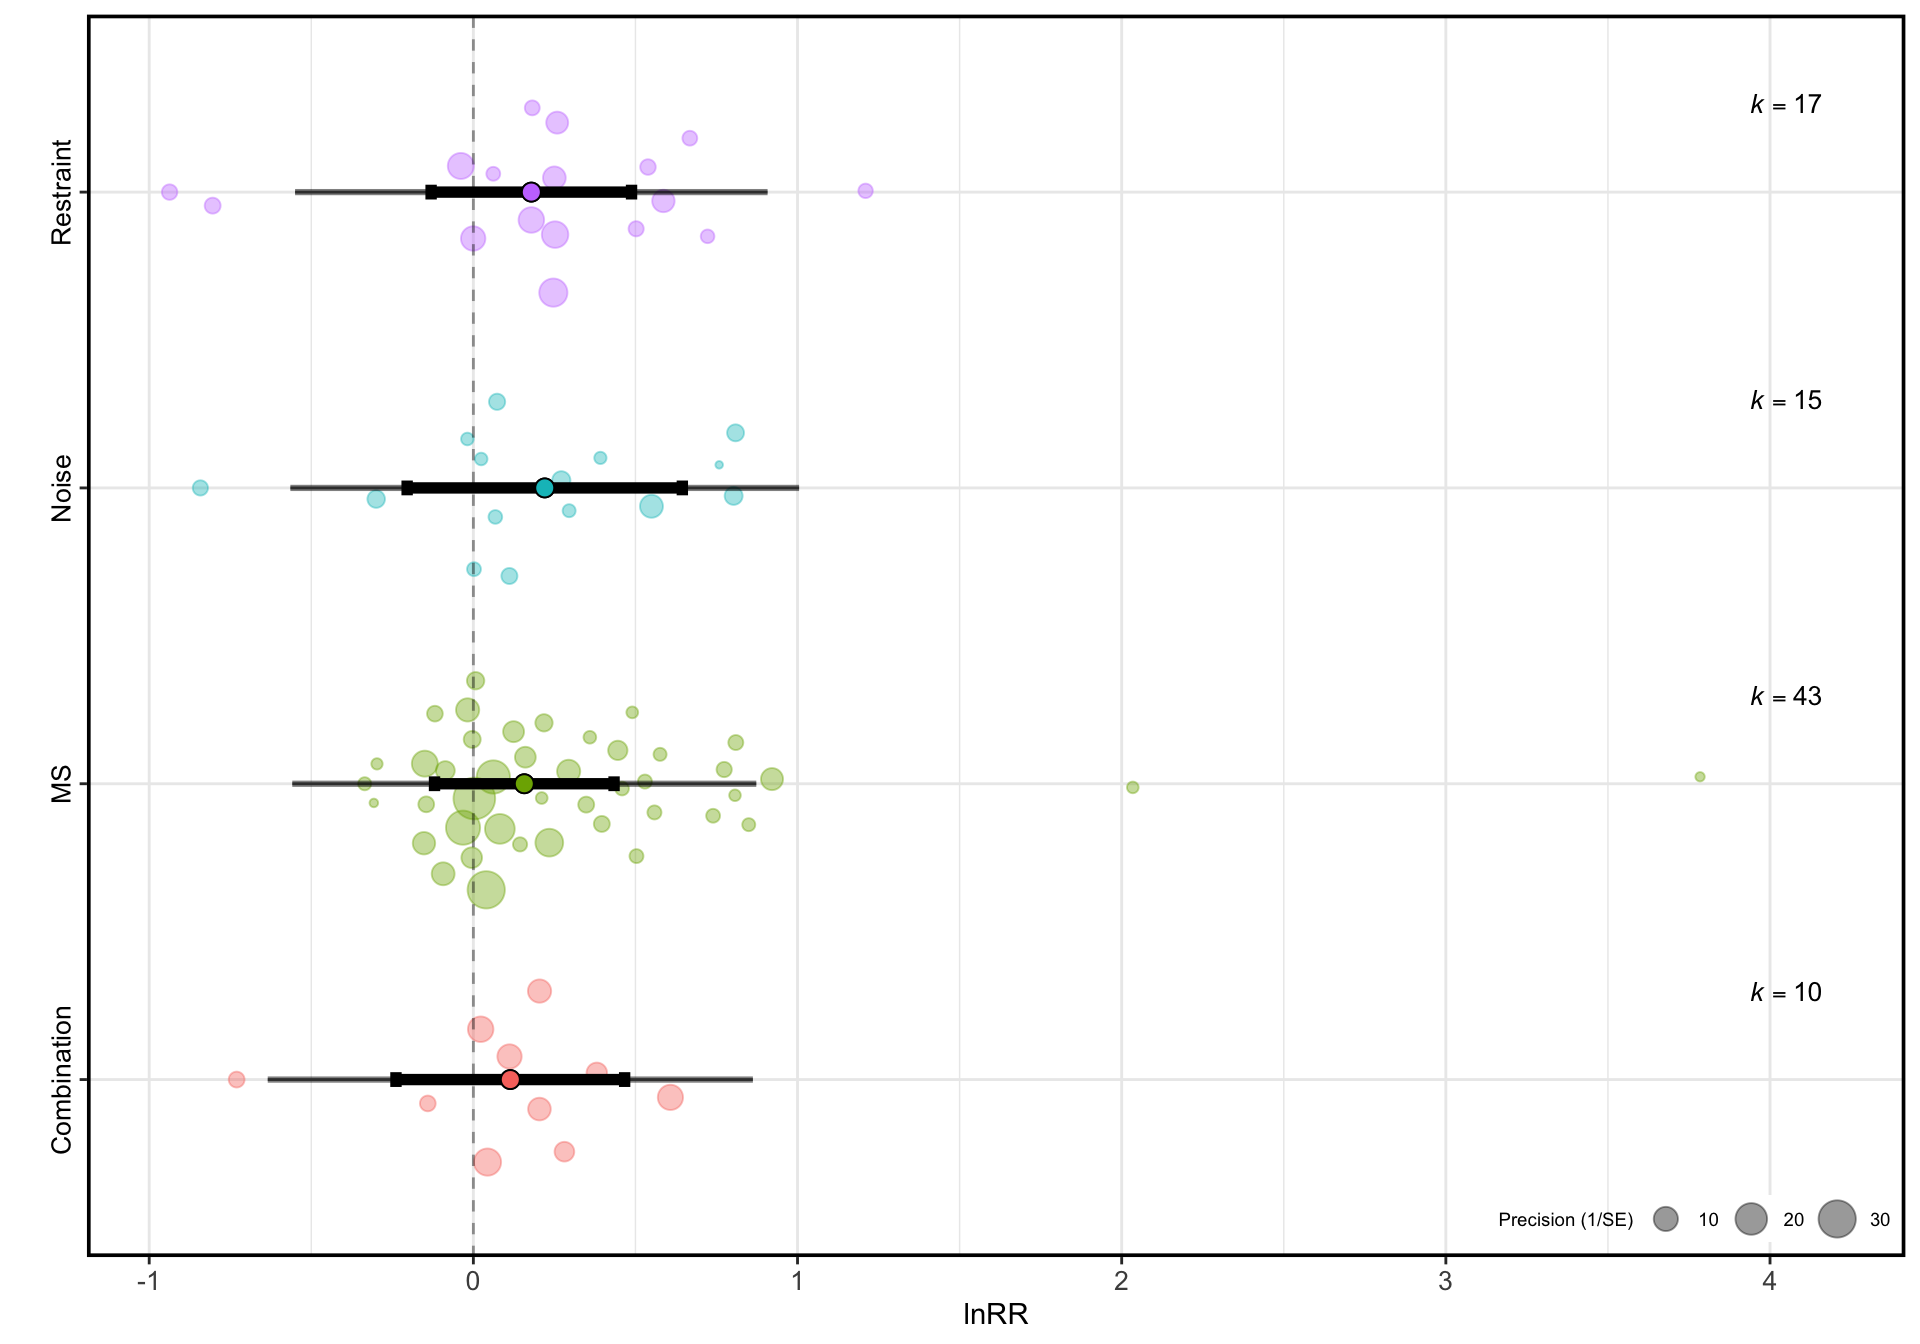 Restraint
k = 17
Noise
k = 15
MS
k = 43
Combination
k = 10
Precision (1/SE) 10 20 30
-1 0 1 2 3 4
lnRR